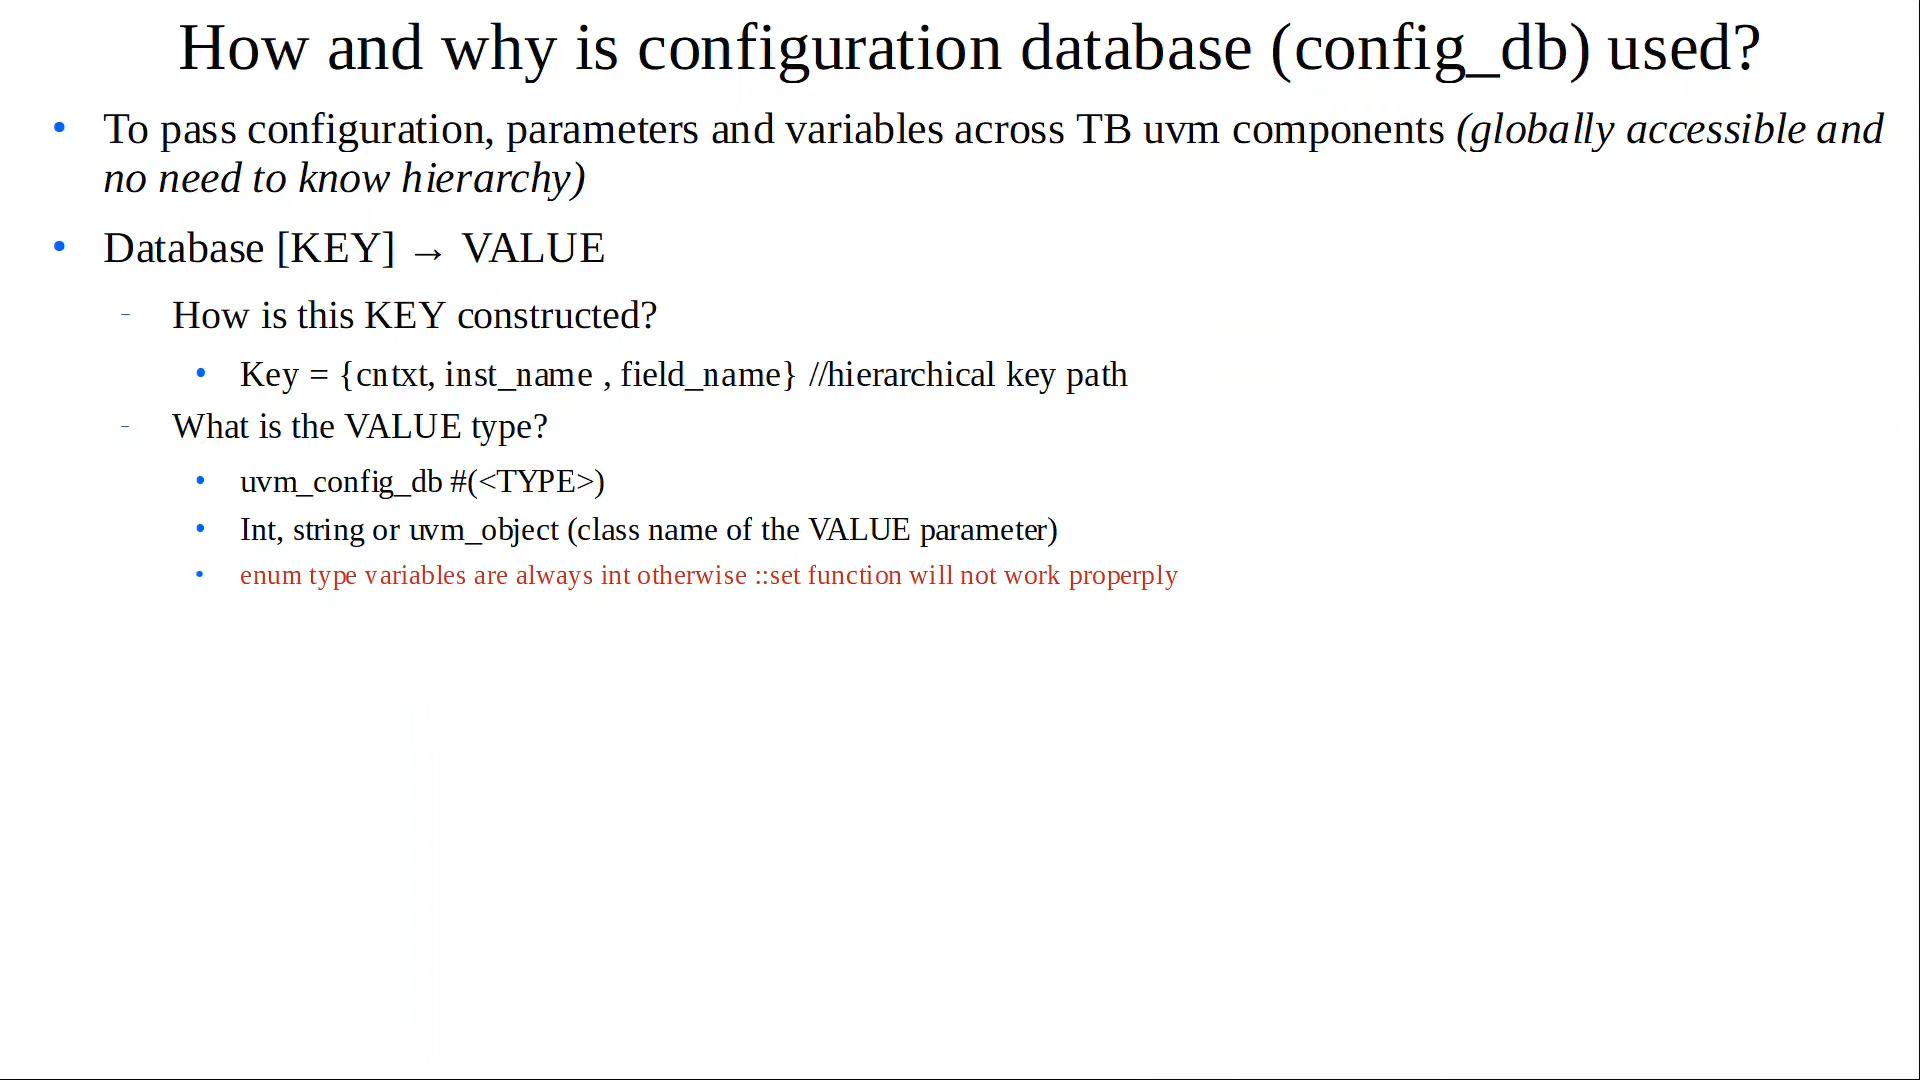 How and why is configuration database (config_db) used?
• To pass configuration, parameters and variables across TB uvm components (globally accessible and
no need to know hierarchy)
• Database [KEY] → VALUE
– How is this KEY constructed?
• Key = {cntxt, inst_name , field_name} //hierarchical key path
– What is the VALUE type?
• uvm_config_db #(<TYPE>)
• Int, string or uvm_object (class name of the VALUE parameter)
• enum type variables are always int otherwise ::set function will not work properply